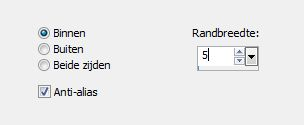 Binnen
Randbreedte:
Buiten
5
Beide zijden
Anti-alias